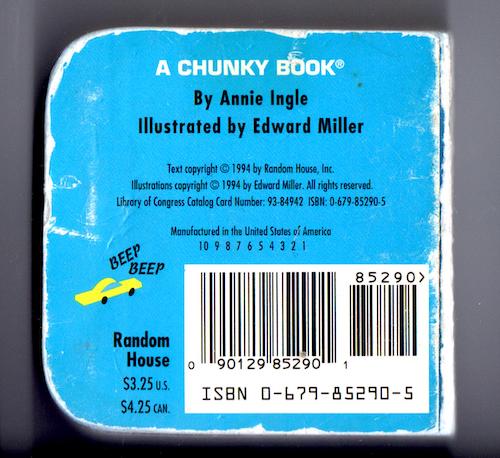 A CHUNKY BOOK®
By Annie Ingle
Illustrated by Edward Miller
Text copyright © 1994 by Random House, Inc.
Illustrations copyright © 1994 by Edward Miller. All rights reserved.
Library of Congress Catalog Card Number: 93-84942 ISBN: 0-679-85290-5
Manufactured in the United States of America
10 9 8 7 6 5 4 3 2 1
BEEP
BEEP
Random
House
$3.25 U.S.
$4.25 CAN.
85290>
0 90129 85290 1
ISBN 0-679-85290-5